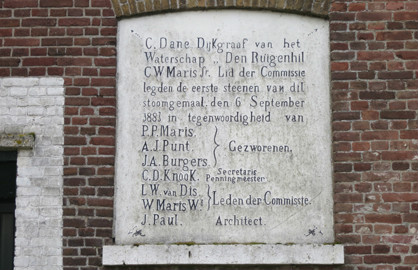 C. Dane Dijkgraaf van het
Waterschap „ Den Ruigenhil
C.W. Maris Jr. Lid der Commissie
legden de eerste steenen van dit
stoomgemaal, den 6 September
1883 in tegenwoordigheid van
P.P. Maris.
A.J. Punt. Gezworenen.
J.A. Burgers.
C.D. Knook. Secretaris Penningmeester
L.W. van Dis. Leden der Commissie.
W Maris Wz
J. Paul. Architect.